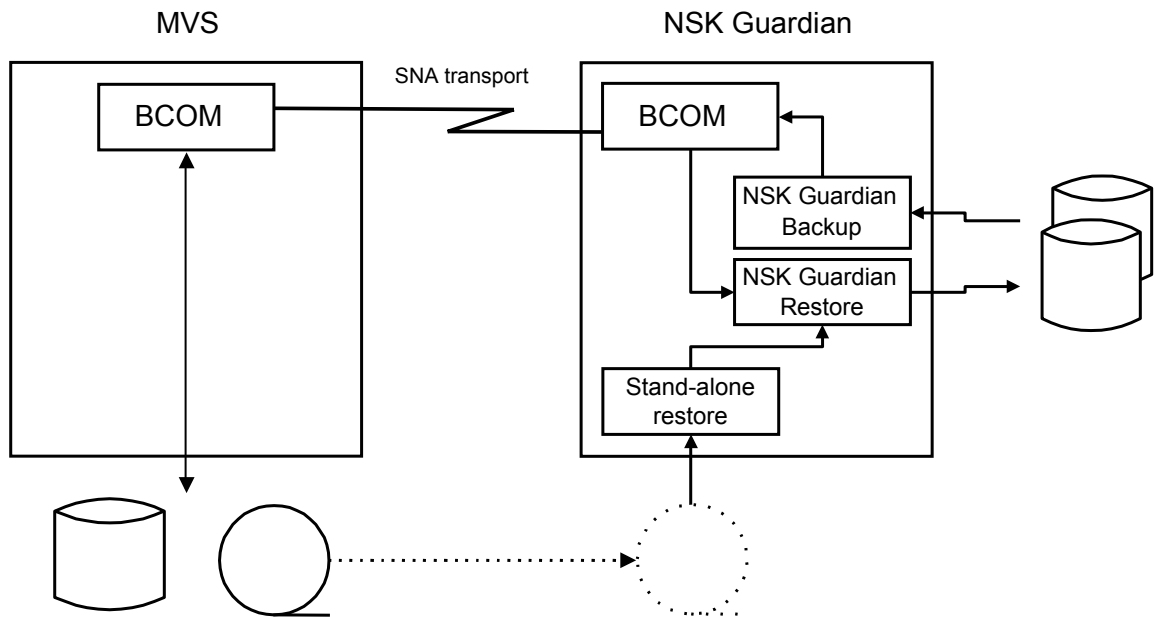 MVS
NSK Guardian
SNA transport
BCOM
BCOM
NSK Guardian
Backup
NSK Guardian
Restore
Stand-alone
restore